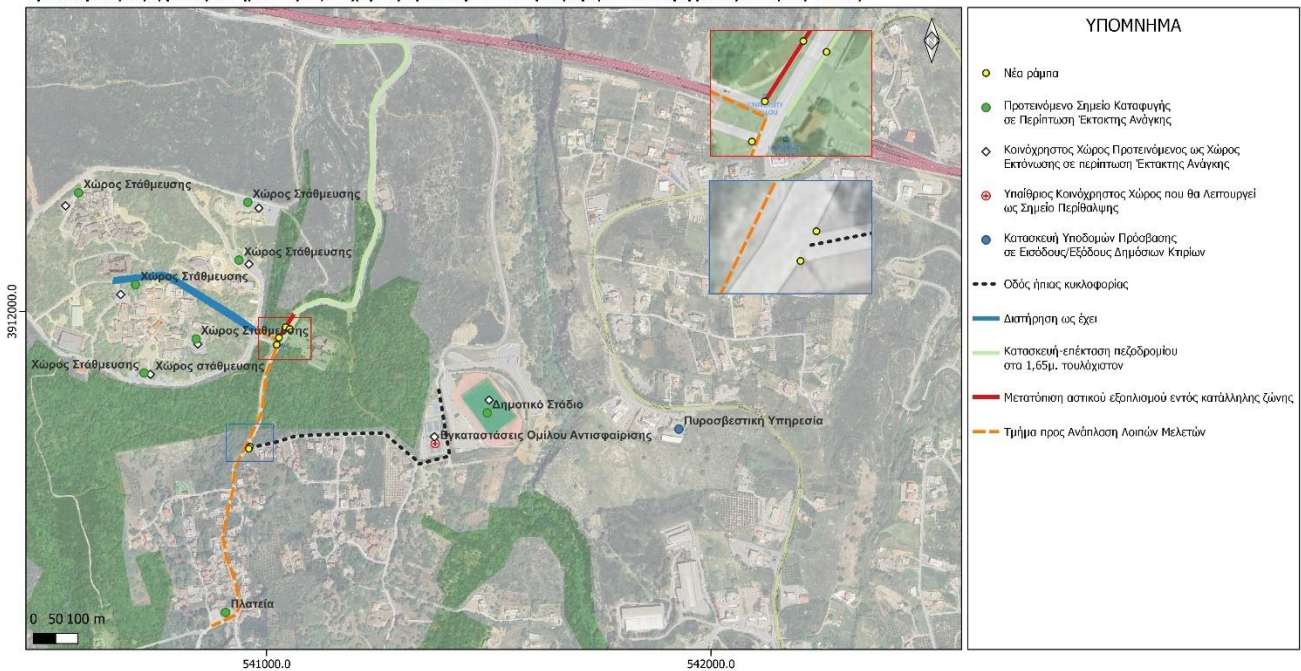 ΥΠΟΜΝΗΜΑ
Νέα ράμπα
Προτεινόμενο Σημείο Καταφυγής
σε Περίπτωση Έκτακτης Ανάγκης
Κοινόχρηστος Χώρος Προτεινόμενος ως Χώρος
Εκτόνωσης σε περίπτωση Έκτακτης Ανάγκης
Υπαίθριος Κοινόχρηστος Χώρος που θα Λειτουργεί
ως Σημείο Περίθαλψης
Κατασκευή Υποδομών Πρόσβασης
σε Εισόδους/Εξόδους Δημόσιων Κτιρίων
Οδός ήπιας κυκλοφορίας
Διατήρηση ως έχει
Κατασκευή-επέκταση πεζοδρομίου
στα 1,65μ. τουλάχιστον
Μετατόπιση αστικού εξοπλισμού εντός κατάλληλης ζώνης
Τμήμα προς Ανάπλαση Λοιπών Μελετών
Χώρος Στάθμευσης
Χώρος Στάθμευσης
Χώρος Στάθμευσης
Χώρος Στάθμευσης
Χώρος Στάθμευσης
Χώρος Στάθμευσης
Χώρος στάθμευσης
Δημοτικό Στάδιο
Εγκαταστάσεις Ομίλου Αντισφαίρισης
Πυροσβεστική Υπηρεσία
Πλατεία
UNIVERSITY
0 50 100 m
3912000.0
541000.0
542000.0